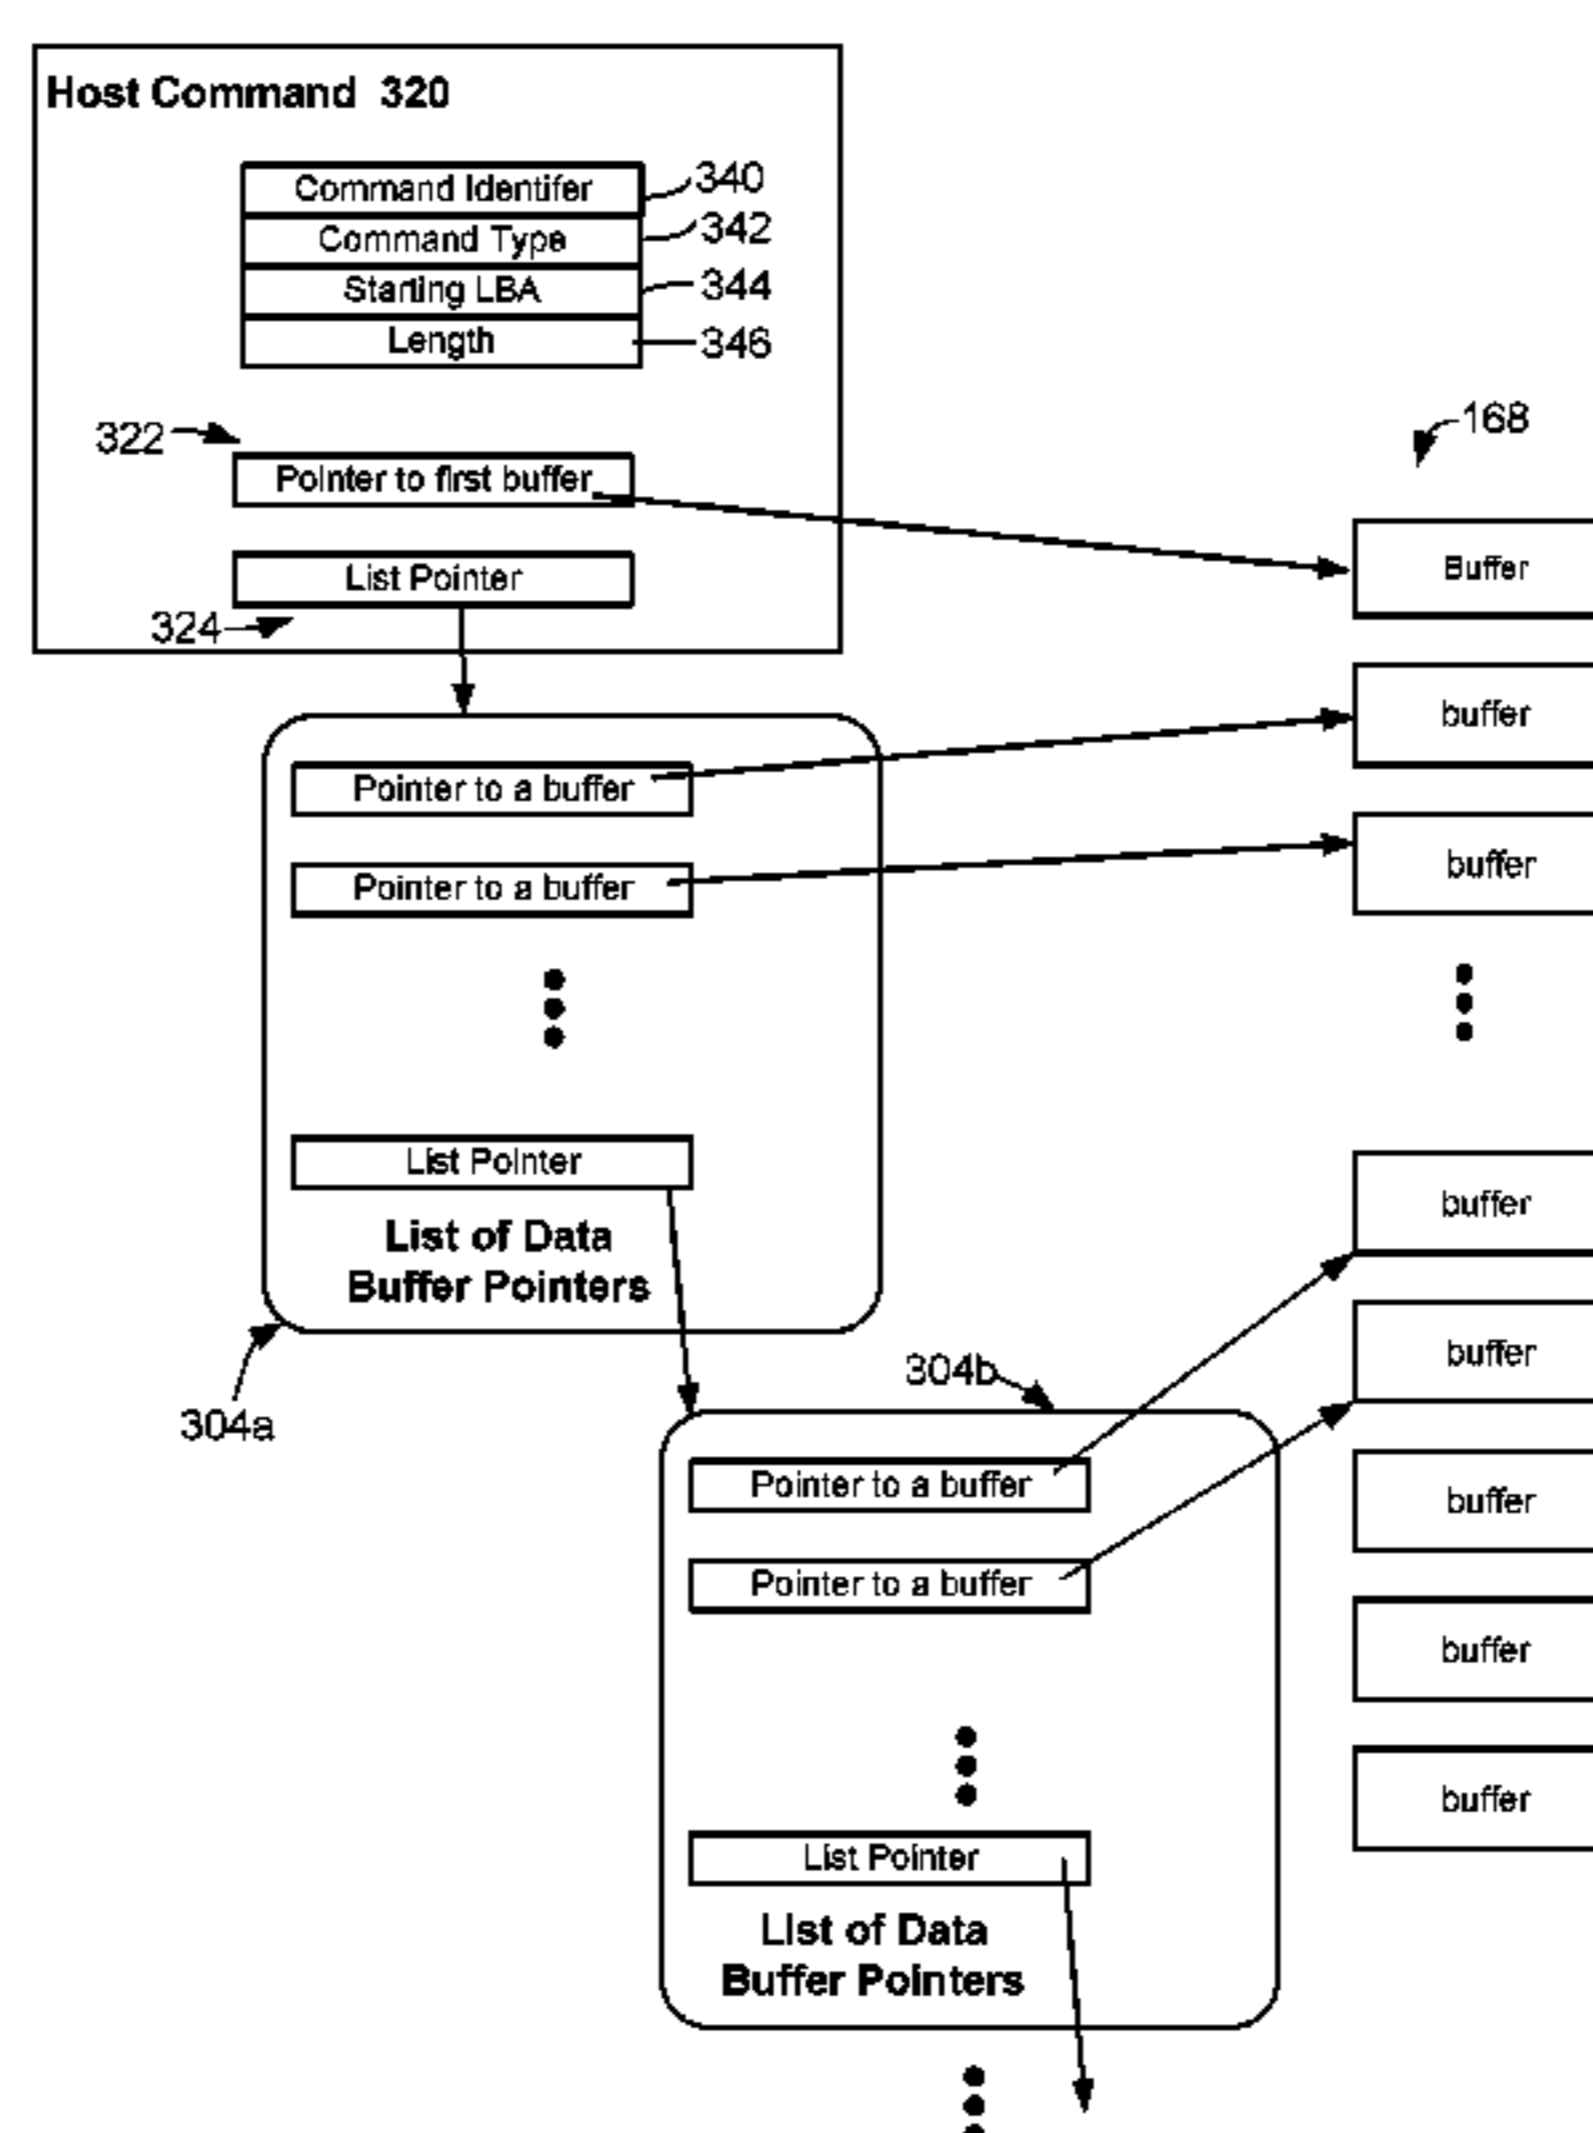 Host Command 320
Command Identifer
340
Command Type
342
Starting LBA
344
Length
346
322
Pointer to first buffer
List Pointer
324
168
Buffer
buffer
buffer
Pointer to a buffer
Pointer to a buffer
List Pointer
List of Data
Buffer Pointers
304a
buffer
buffer
buffer
buffer
buffer
304b
Pointer to a buffer
Pointer to a buffer
List Pointer
List of Data
Buffer Pointers